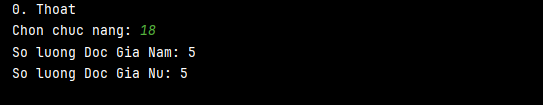 0. Thoat
Chon chuc nang: 18
So luong Doc Gia Nam: 5
So luong Doc Gia Nu: 5